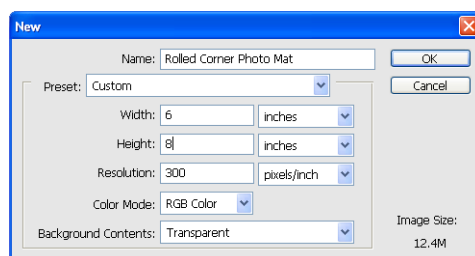 New
Name: Rolled Corner Photo Mat
OK
Preset: Custom
Cancel
Width: 6 inches
Height: 8 inches
Resolution: 300 pixels/inch
Color Mode: RGB Color
Image Size:
Background Contents: Transparent
12.4M